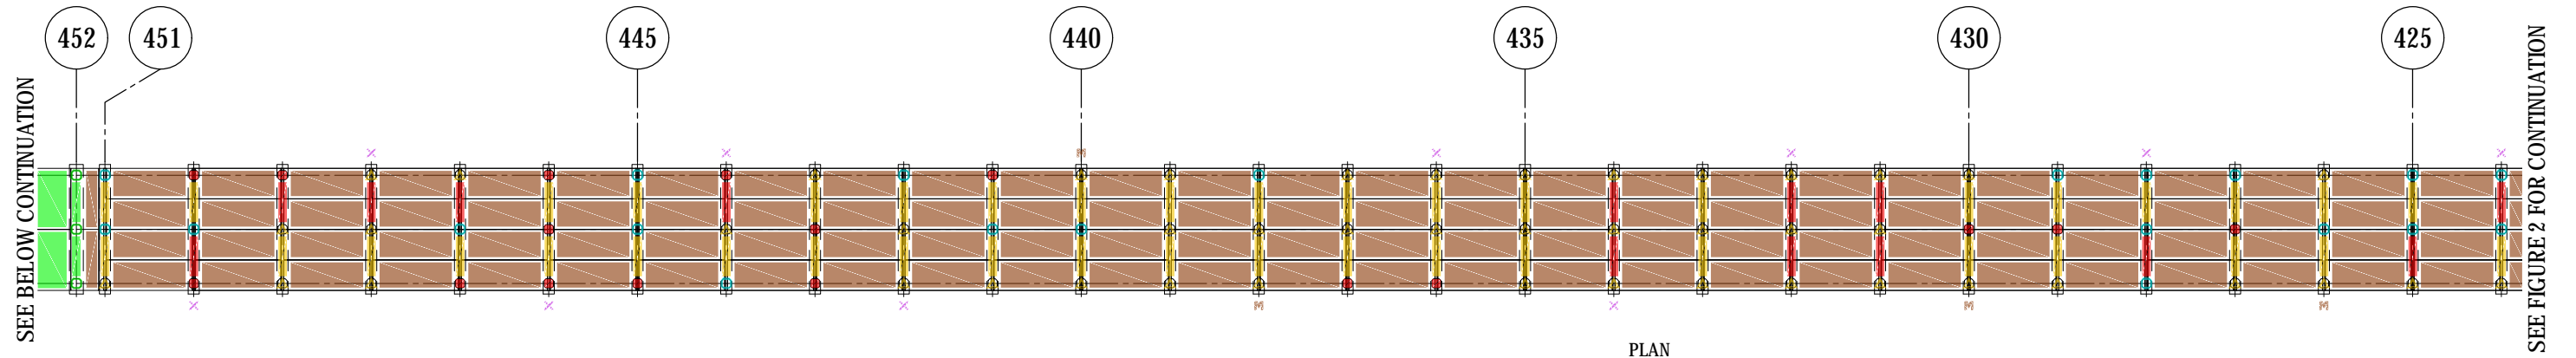 452
451
445
440
435
430
425
SEE BELOW CONTINUATION
SEE FIGURE 2 FOR CONTINUATION
X
X
M
X
X
X
X
X
X
X
M
X
M
M
PLAN